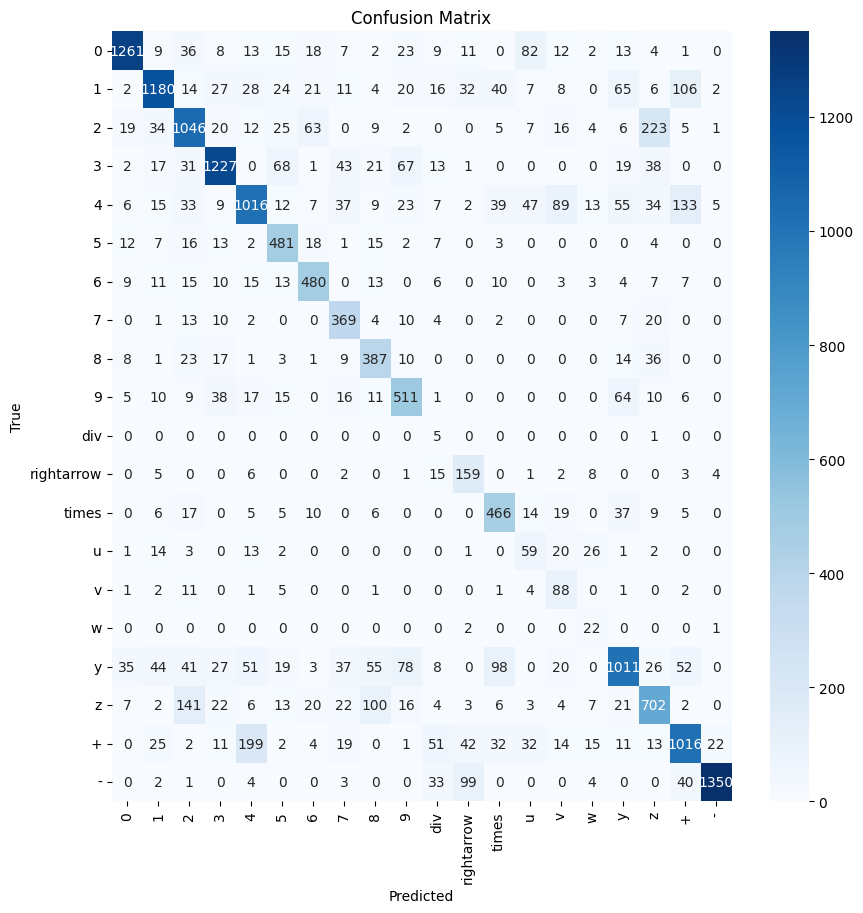 Confusion Matrix
0 1261 9 36 8 13 15 18 7 2 23 9 11 0 82 12 2 13 4 1 0
1 2 1180 14 27 28 24 21 11 4 20 16 32 40 7 8 0 65 6 106 2
2 19 34 1046 20 12 25 63 0 9 2 0 0 5 7 16 4 6 223 5 1
3 2 17 31 1227 0 68 1 43 21 67 13 1 0 0 0 0 19 38 0 0
4 6 15 33 9 1016 12 7 37 9 23 7 2 39 47 89 13 55 34 133 5
5 12 7 16 13 2 481 18 1 15 2 7 0 3 0 0 0 0 4 0 0
6 9 11 15 10 15 13 480 0 13 0 6 0 10 0 3 3 4 7 7 0
7 0 1 13 10 2 0 0 369 4 10 4 0 2 0 0 0 7 20 0 0
8 8 1 23 17 1 3 1 9 387 10 0 0 0 0 0 0 14 36 0 0
9 5 10 9 38 17 15 0 16 11 511 1 0 0 0 0 0 64 10 6 0
div 0 0 0 0 0 0 0 0 0 0 5 0 0 0 0 0 0 1 0 0
rightarrow 0 5 0 0 6 0 0 2 0 1 15 159 0 1 2 8 0 0 3 4
times 0 6 17 0 5 5 10 0 6 0 0 0 466 14 19 0 37 9 5 0
u 1 14 3 0 13 2 0 0 0 0 0 1 0 59 20 26 1 2 0 0
v 1 2 11 0 1 5 0 0 1 0 0 0 1 4 88 0 1 0 2 0
w 0 0 0 0 0 0 0 0 0 0 0 2 0 0 0 22 0 0 0 1
y 35 44 41 27 51 19 3 37 55 78 8 0 98 0 20 0 1011 26 52 0
z 7 2 141 22 6 13 20 22 100 16 4 3 6 3 4 7 21 702 2 0
+ 0 25 2 11 199 2 4 19 0 1 51 42 32 32 14 15 11 13 1016 22
- 0 2 1 0 4 0 0 3 0 0 33 99 0 0 0 4 0 0 40 1350
0 1 2 3 4 5 6 7 8 9 div rightarrow times u v w y z + -
True
Predicted
1200
1000
800
600
400
200
0